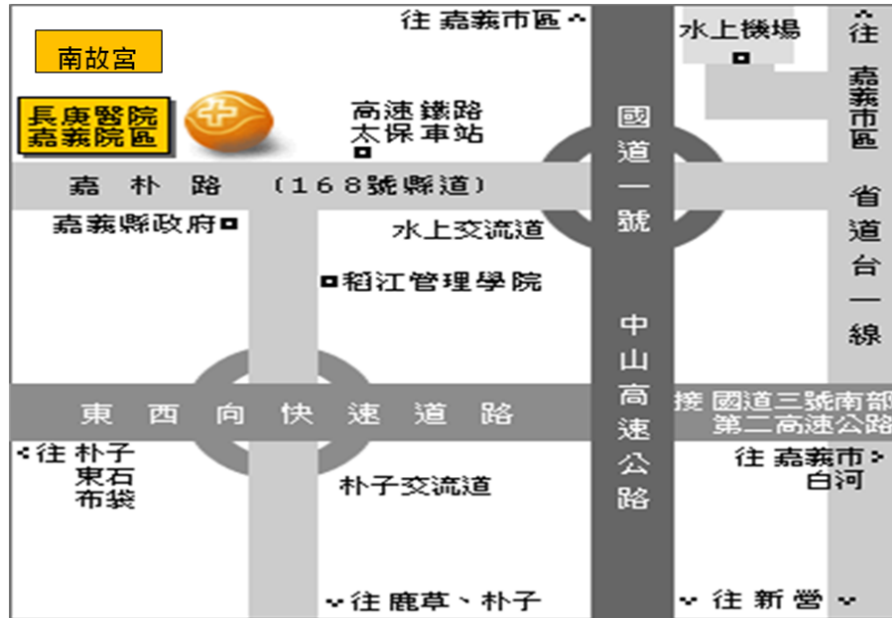 往 嘉義市區
水上機場
往嘉義市區 省道台一線
南故宮
長庚醫院
嘉義院區
高速鐵路
太保車站
國道一號 中山高速公路
嘉朴路 (168號縣道)
嘉義縣政府
水上交流道
稻江管理學院
東西向快速道路
接 國道三號南部
第二高速公路
往 朴子
東石
布袋
朴子交流道
往 嘉義市
白河
往 鹿草、朴子
往 新營